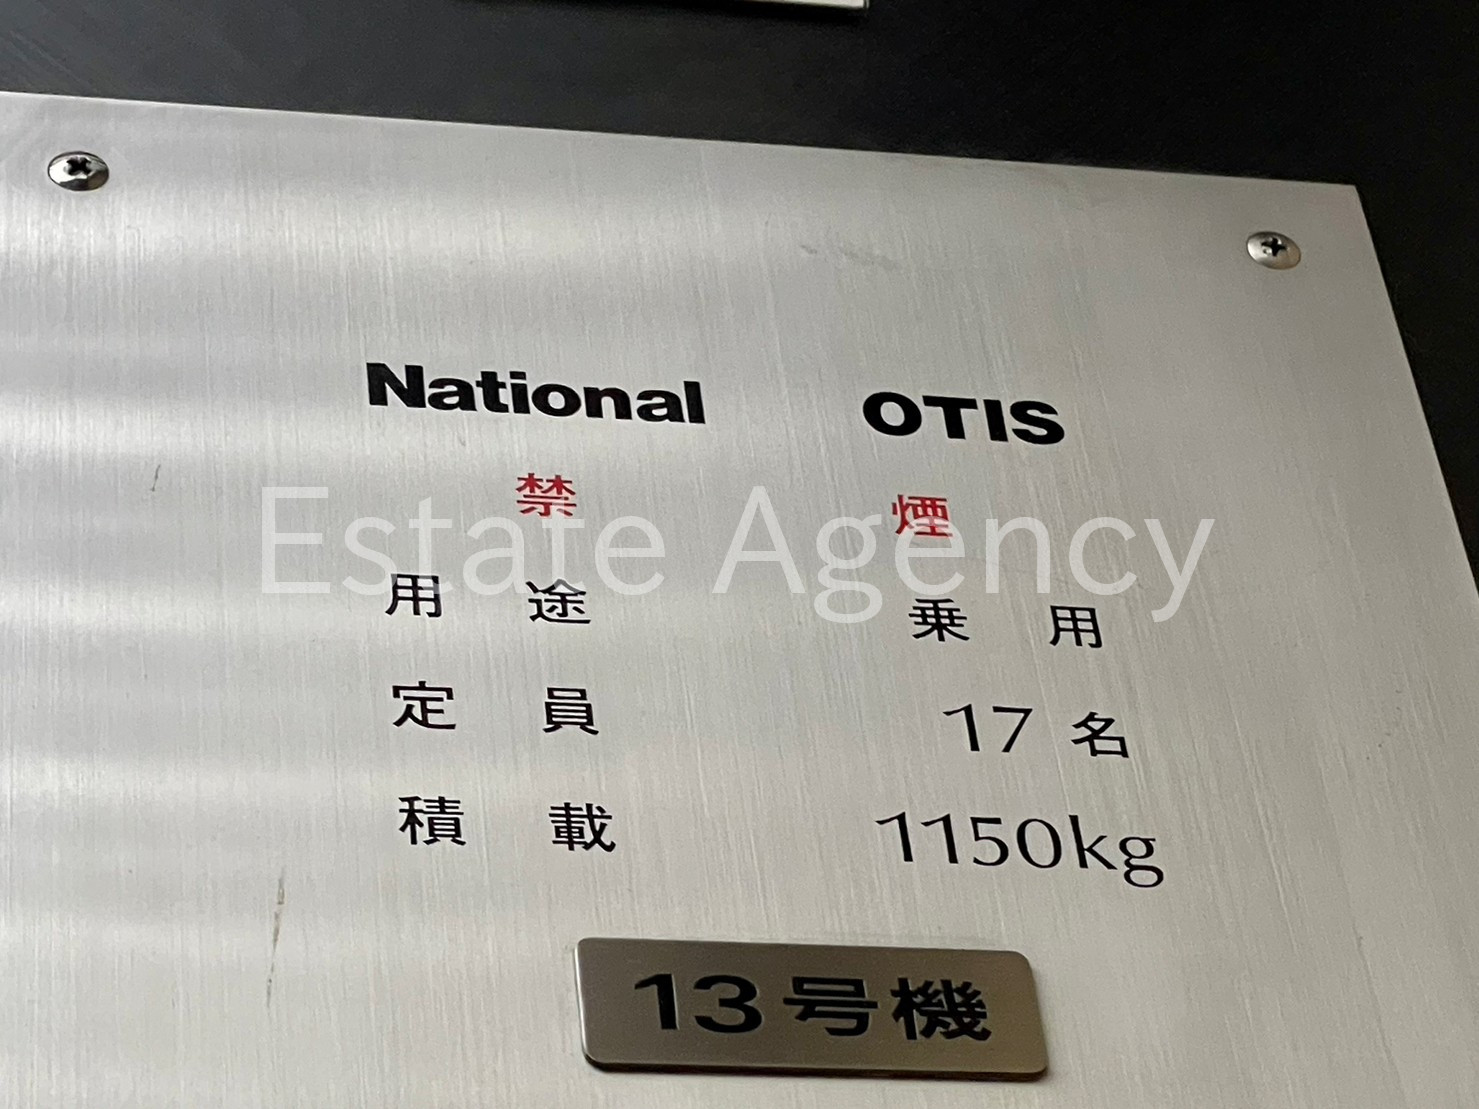 National OTIS
禁 煙
Estate Agency
用 途 乗 用
定 員 17 名
積 載 1150kg
13号機